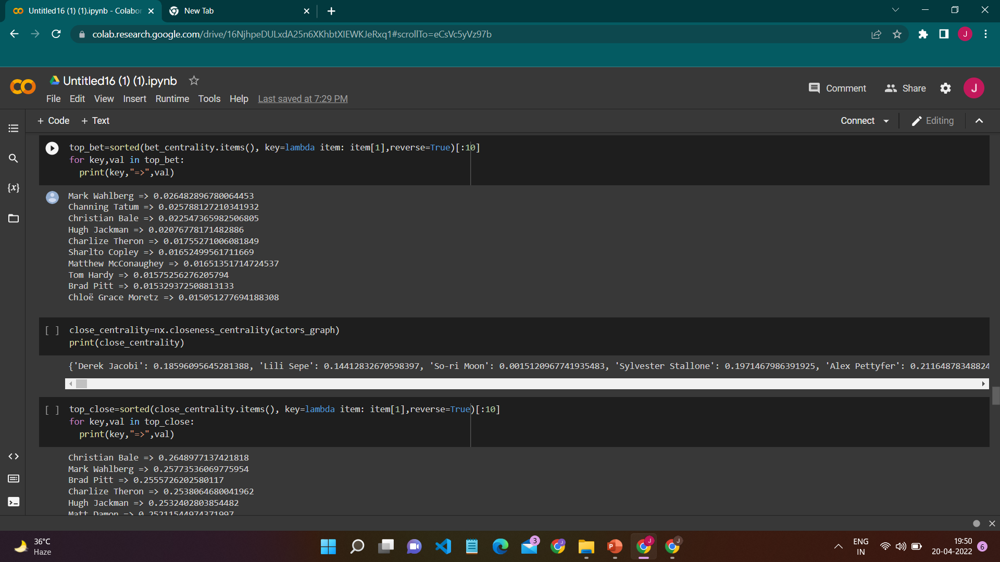 Untitled16 (1) (1).ipynb - Colabor
New Tab
colab.research.google.com/drive/16NjhpeDULxdA25n6XKhbtXIEWKJeRxq1#scrollTo=eCsVc5yVz97b
J
Untitled16 (1) (1).ipynb
Comment
Share
J
File Edit View Insert Runtime Tools Help Last saved at 7:29 PM
+ Code + Text
Connect
Editing
top_bet=sorted(bet_centrality.items(), key=lambda item: item[1],reverse=True)[:10]
for key,val in top_bet:
print(key,"=>",val)
{x}
Mark Wahlberg => 0.026482896780064453
Channing Tatum => 0.025788127210341932
Christian Bale => 0.022547365982506805
Hugh Jackman => 0.02076778171482886
Charlize Theron => 0.01755271006081849
Sharlto Copley => 0.01652499561711669
Matthew McConaughey => 0.01651351714724537
Tom Hardy => 0.01575256276205794
Brad Pitt => 0.015329372508813133
Chloë Grace Moretz => 0.015051277694188308
[ ] close_centrality=nx.closeness_centrality(actors_graph)
print(close_centrality)
{'Derek Jacobi': 0.18596095645281388, 'Lili Sepe': 0.14412832670598397, 'So-ri Moon': 0.0015120967741935483, 'Sylvester Stallone': 0.1971467986391925, 'Alex Pettyfer': 0.21164878348824
[ ] top_close=sorted(close_centrality.items(), key=lambda item: item[1],reverse=True)[:10]
for key,val in top_close:
print(key,"=>",val)
Christian Bale => 0.2648977137421818
Mark Wahlberg => 0.25773536069775954
Brad Pitt => 0.2555726202580117
Charlize Theron => 0.2538064680041962
Hugh Jackman => 0.2532402803854482
Matt Damon => 0.25211544974371997
36°C
Haze
3
J
P
J
J
ENG
IN
19:50
20-04-2022
6